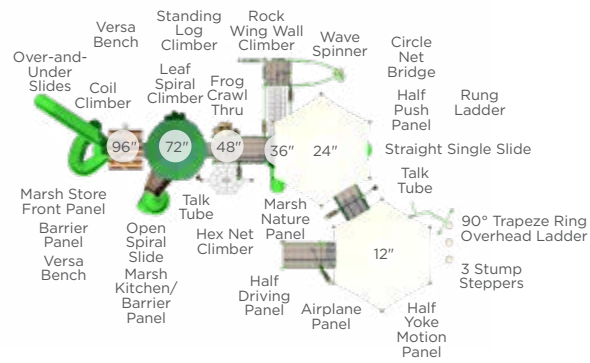 Versa
Bench
Standing
Log
Climber
Rock
Wing Wall
Climber
Wave
Spinner
Circle
Net
Bridge
Over-and-
Under
Slides
Coil
Climber
Leaf
Spiral
Climber
Frog
Crawl
Thru
Half
Push
Panel
Rung
Ladder
96"
72"
48"
36"
24"
Straight Single Slide
Talk
Tube
Marsh Store
Front Panel
Barrier
Panel
Versa
Bench
Open
Spiral
Slide
Marsh
Kitchen/
Barrier
Panel
Talk
Tube
Hex Net
Climber
Marsh
Nature
Panel
90° Trapeze Ring
Overhead Ladder
12"
3 Stump
Steppers
Half
Driving
Panel
Airplane
Panel
Half
Yoke
Motion
Panel